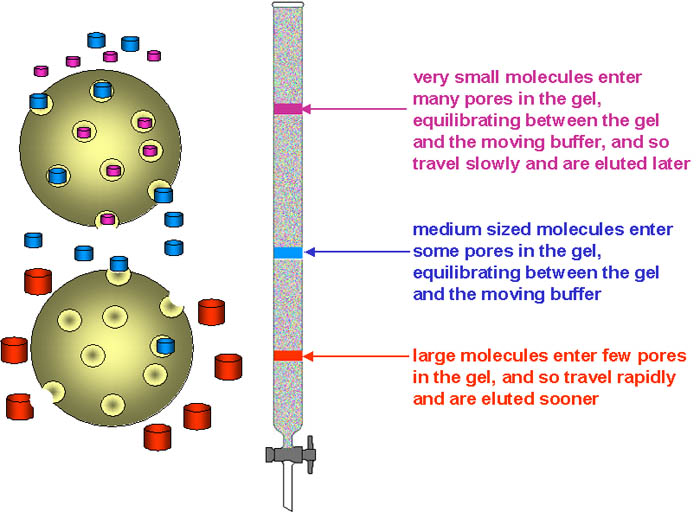 very small molecules enter
many pores in the gel,
equilibrating between the gel
and the moving buffer, and so
travel slowly and are eluted later
medium sized molecules enter
some pores in the gel,
equilibrating between the gel
and the moving buffer
large molecules enter few pores
in the gel, and so travel rapidly
and are eluted sooner